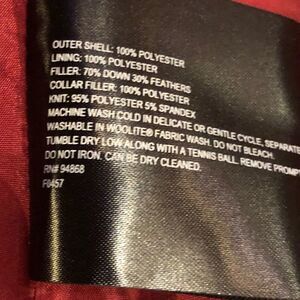 OUTER SHELL: 100% POLYESTER
LINING: 100% POLYESTER
FILLER: 70% DOWN 30% FEATHERS
COLLAR FILLER: 100% POLYESTER
KNIT: 95% POLYESTER 5% SPANDEX
MACHINE WASH COLD IN DELICATE OR GENTLE CYCLE, SEPARATE
WASHABLE IN WOOLITE® FABRIC WASH. DO NOT BLEACH.
TUMBLE DRY LOW ALONG WITH A TENNIS BALL. REMOVE PROMP
DO NOT IRON. CAN BE DRY CLEANED.
RN# 94868
F0457